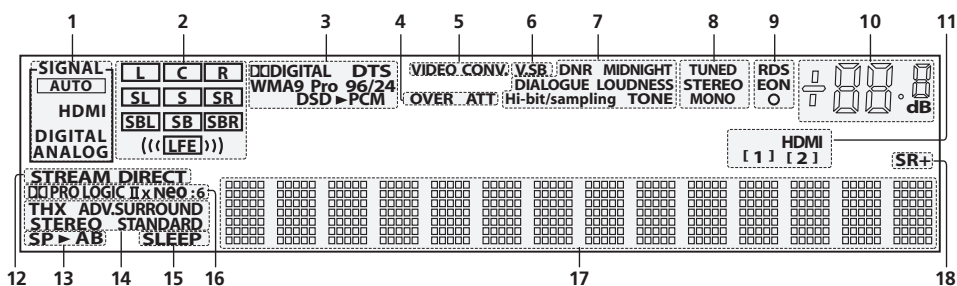 1 2 3 4 5 6 7 8 9 10 11
SIGNAL
AUTO
HDMI
DIGITAL
ANALOG
L C R
SL S SR
SBL SB SBR
((( LFE )))
DIGITAL DTS
WMA9 Pro 96/24
DSD ► PCM
VIDEO CONV.
OVER ATT
V.SB
DNR MIDNIGHT
DIALOGUE LOUDNESS
Hi-bit/sampling TONE
TUNED
STEREO
MONO
RDS
EON
dB
HDMI
[ 1 ] [ 2 ]
SR+
STREAM DIRECT
PRO LOGIC II x Neo :6
THX ADV.SURROUND
STEREO STANDARD
SP ► AB SLEEP
12 13 14 15 16 17 18